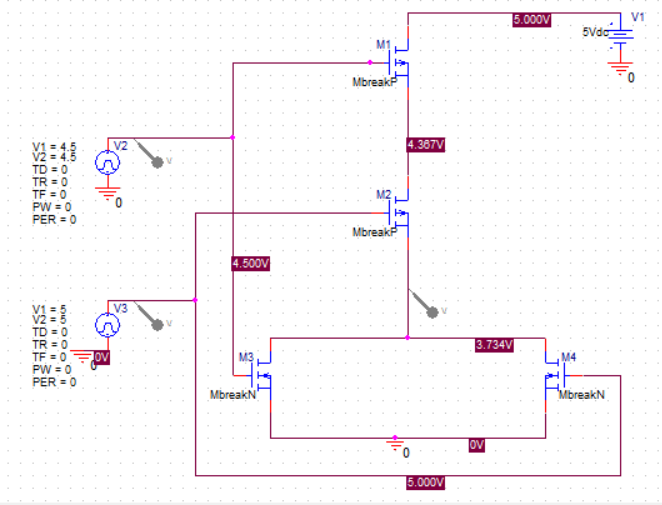 5.000V
V1
5Vdc
0
M1
MbreakP
V1 = 4.5
V2 = 4.5
TD = 0
TR = 0
TF = 0
PW = 0
PER = 0
V2
V
0
4.367V
M2
MbreakP
4.500V
V1 = 5
V2 = 5
TD = 0
TR = 0
TF = 0
PW = 0
PER = 0
V3
V
0V
0
V
3.734V
M3
MbreakN
M4
MbreakN
0
0V
5.000V